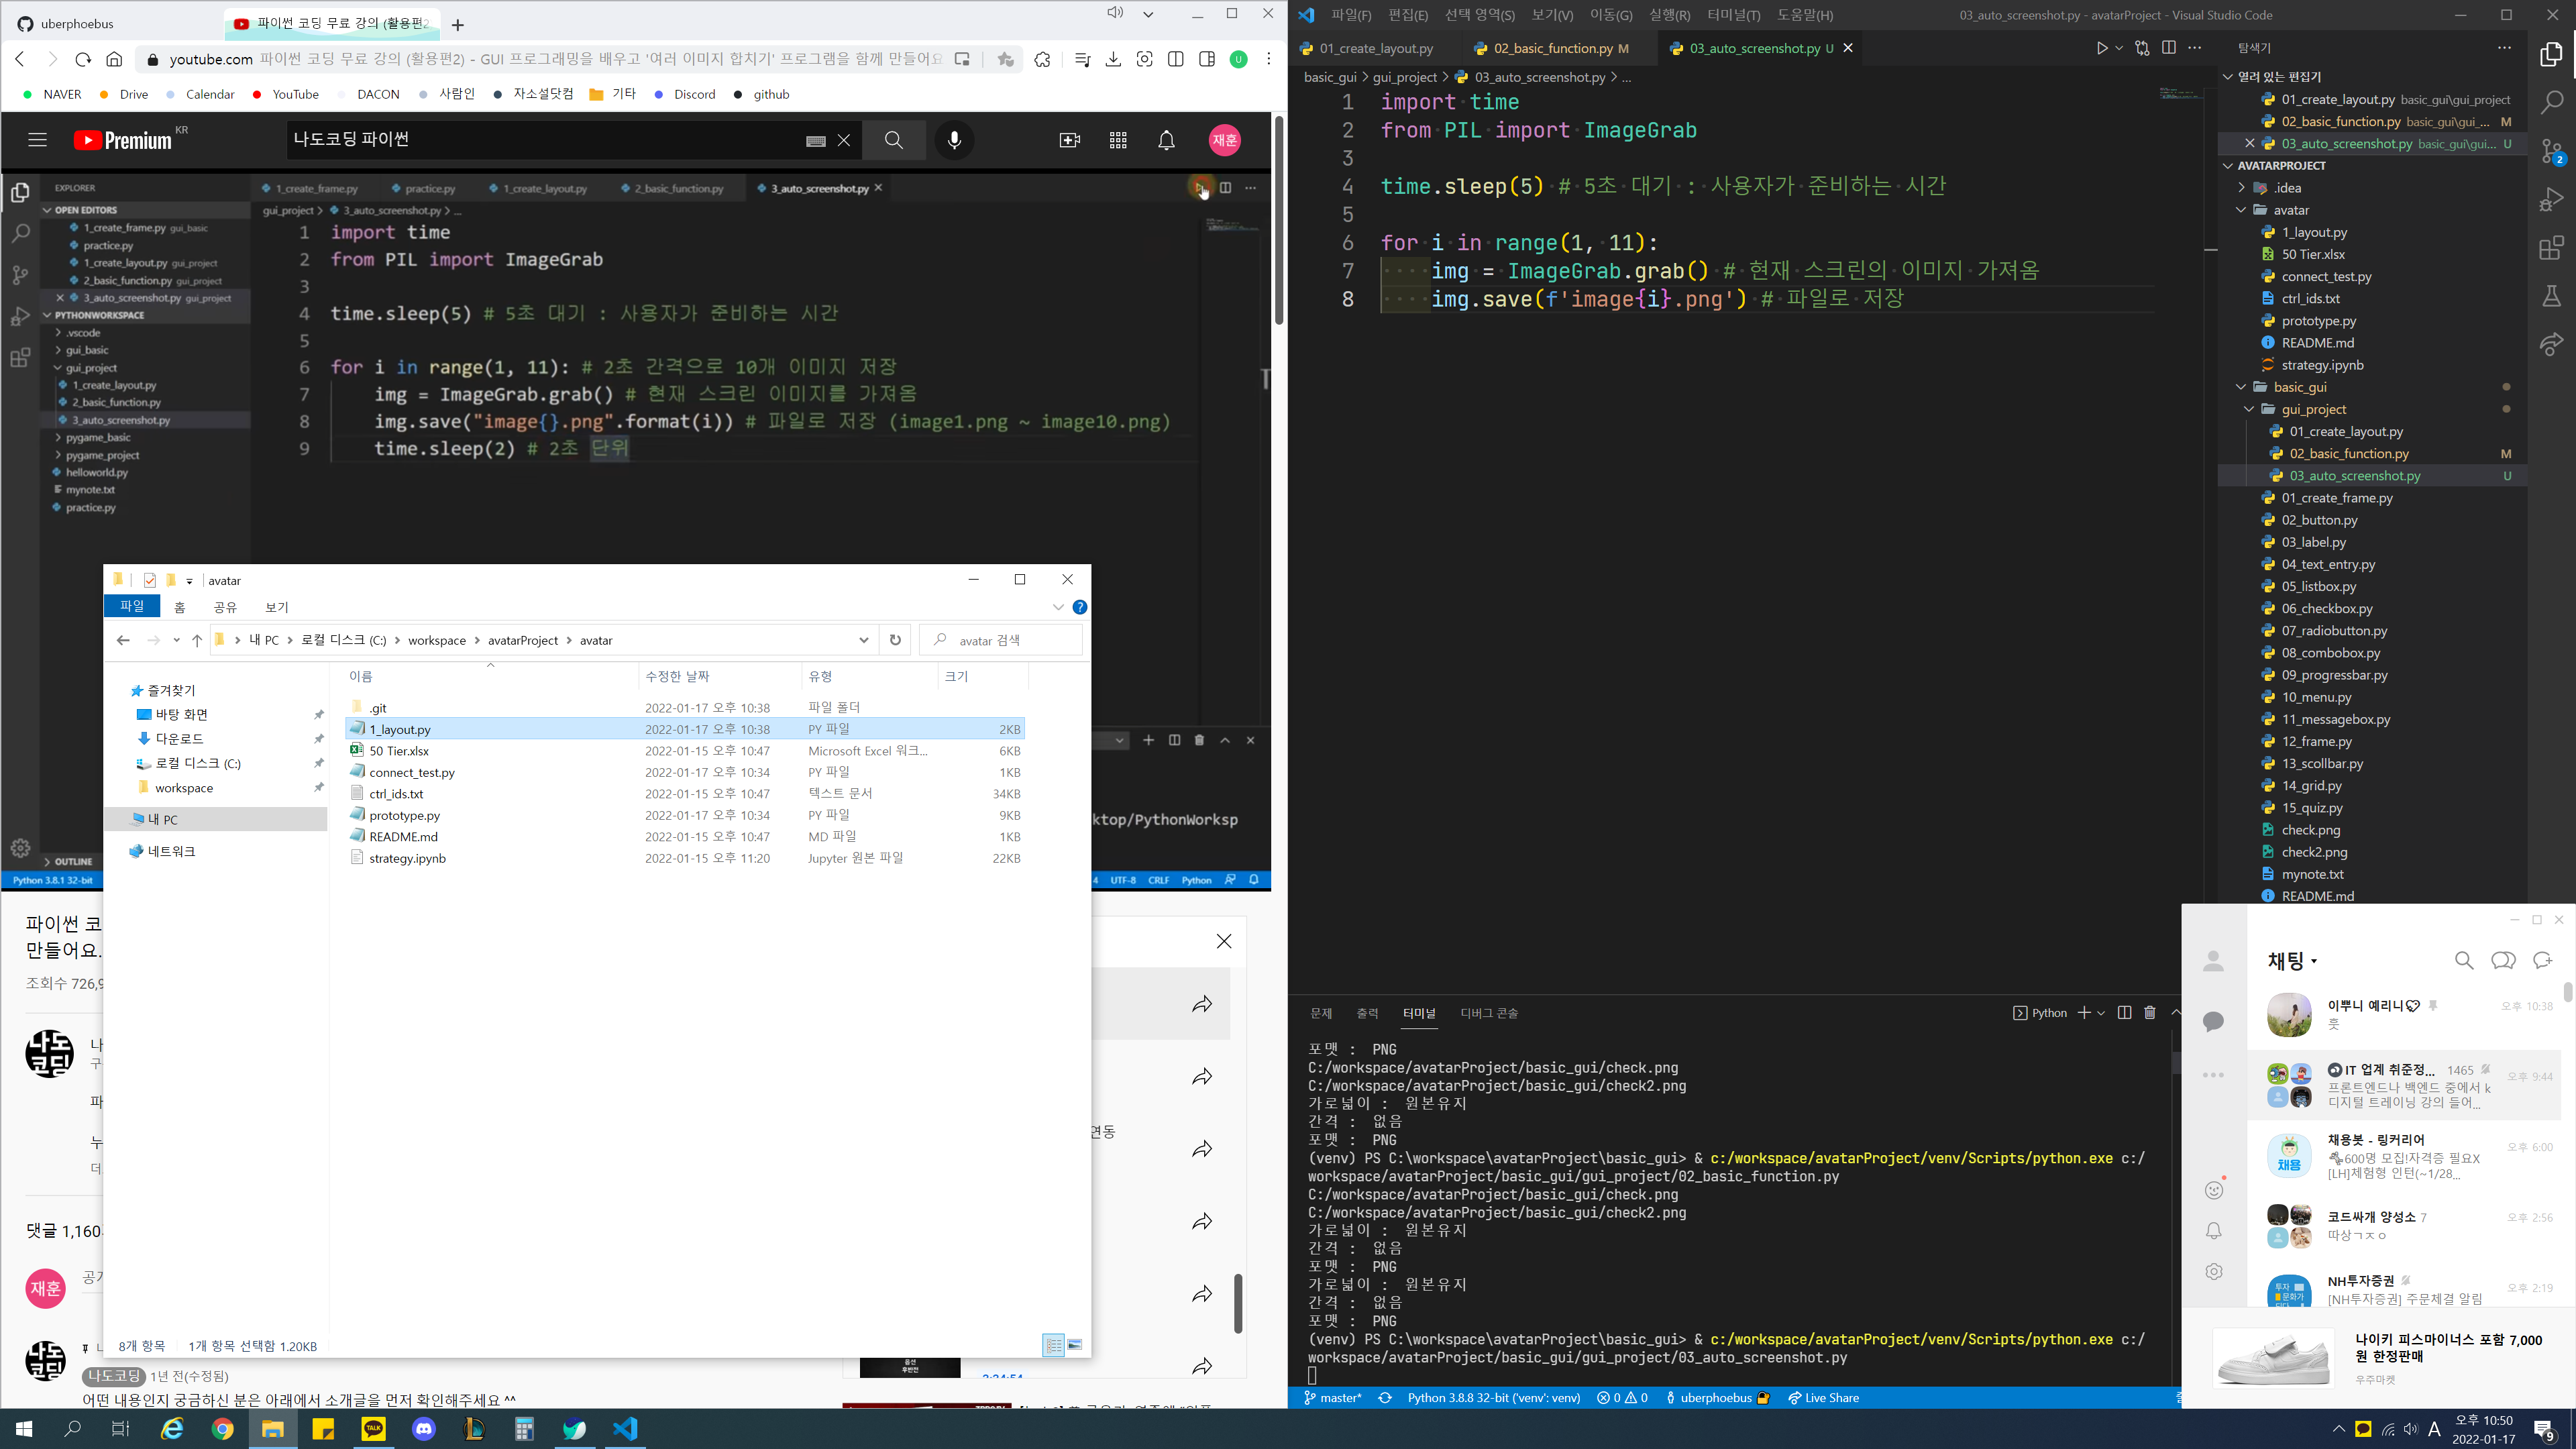 uberphoebus
파이썬 코딩 무료 강의 (활용편2
youtube.com 파이썬 코딩 무료 강의 (활용편2) - GUI 프로그래밍을 배우고 '여러 이미지 합치기' 프로그램을 함께 만들어요
NAVER Drive Calendar YouTube DACON 사람인 자소설닷컴 기타 Discord github
Premium KR
나도코딩 파이썬
재훈
EXPLORER
1_create_frame.py practice.py 1_create_layout.py 2_basic_function.py 3_auto_screenshot.py
OPEN EDITORS
1_create_frame.py gui_basic
practice.py
1_create_layout.py gui_project
2_basic_function.py gui_project
3_auto_screenshot.py gui_project
PYTHONWORKSPACE
.vscode
gui_basic
gui_project
1_create_layout.py
2_basic_function.py
3_auto_screenshot.py
pygame_basic
pygame_project
helloworld.py
mynote.txt
practice.py
gui_project > 3_auto_screenshot.py > ...
1 import time
2 from PIL import ImageGrab
3
4 time.sleep(5) # 5초 대기 : 사용자가 준비하는 시간
5
6 for i in range(1, 11): # 2초 간격으로 10개 이미지 저장
7 img = ImageGrab.grab() # 현재 스크린 이미지를 가져옴
8 img.save("image{}.png".format(i)) # 파일로 저장 (image1.png ~ image10.png)
9 time.sleep(2) # 2초 단위
ktop/PythonWorksp
OUTLINE
Python 3.8.1 32-bit
4 UTF-8 CRLF Python
avatar
파일 홈 공유 보기
내 PC > 로컬 디스크 (C:) > workspace > avatarProject > avatar
avatar 검색
즐겨찾기
바탕 화면
다운로드
로컬 디스크 (C:)
workspace
내 PC
네트워크
이름 수정한 날짜 유형 크기
.git 2022-01-17 오후 10:38 파일 폴더
1_layout.py 2022-01-17 오후 10:38 PY 파일 2KB
50 Tier.xlsx 2022-01-15 오후 10:47 Microsoft Excel 워크... 6KB
connect_test.py 2022-01-17 오후 10:34 PY 파일 1KB
ctrl_ids.txt 2022-01-15 오후 10:47 텍스트 문서 34KB
prototype.py 2022-01-17 오후 10:34 PY 파일 9KB
README.md 2022-01-15 오후 10:47 MD 파일 1KB
strategy.ipynb 2022-01-15 오후 11:20 Jupyter 원본 파일 22KB
8개 항목 1개 항목 선택함 1.20KB
파이썬 코
만들어요.
조회수 726,9
나도코딩
댓글 1,160
재훈
연동
나도코딩 1년 전(수정됨)
어떤 내용인지 궁금하신 분은 아래에서 소개글을 먼저 확인해주세요 ^^
파일(F) 편집(E) 선택 영역(S) 보기(V) 이동(G) 실행(R) 터미널(T) 도움말(H)
03_auto_screenshot.py - avatarProject - Visual Studio Code
01_create_layout.py 02_basic_function.py M 03_auto_screenshot.py U
basic_gui > gui_project > 03_auto_screenshot.py > ...
1 import time
2 from PIL import ImageGrab
3
4 time.sleep(5) # 5초 대기 : 사용자가 준비하는 시간
5
6 for i in range(1, 11):
7 img = ImageGrab.grab() # 현재 스크린의 이미지 가져옴
8 img.save(f'image{i}.png') # 파일로 저장
탐색기
열려 있는 편집기
01_create_layout.py basic_gui\gui_project
02_basic_function.py basic_gui\gui_... M
03_auto_screenshot.py basic_gui\gui... U
2
AVATARPROJECT
.idea
avatar
1_layout.py
50 Tier.xlsx
connect_test.py
ctrl_ids.txt
prototype.py
README.md
strategy.ipynb
basic_gui
gui_project
01_create_layout.py
02_basic_function.py M
03_auto_screenshot.py U
01_create_frame.py
02_button.py
03_label.py
04_text_entry.py
05_listbox.py
06_checkbox.py
07_radiobutton.py
08_combobox.py
09_progressbar.py
10_menu.py
11_messagebox.py
12_frame.py
13_scollbar.py
14_grid.py
15_quiz.py
check.png
check2.png
mynote.txt
README.md
문제 출력 터미널 디버그 콘솔
Python
포맷 : PNG
C:/workspace/avatarProject/basic_gui/check.png
C:/workspace/avatarProject/basic_gui/check2.png
가로넓이 : 원본유지
간격 : 없음
포맷 : PNG
(venv) PS C:\workspace\avatarProject\basic_gui> & c:/workspace/avatarProject/venv/Scripts/python.exe c:/
workspace/avatarProject/basic_gui/gui_project/02_basic_function.py
C:/workspace/avatarProject/basic_gui/check.png
C:/workspace/avatarProject/basic_gui/check2.png
가로넓이 : 원본유지
간격 : 없음
포맷 : PNG
가로넓이 : 원본유지
간격 : 없음
포맷 : PNG
(venv) PS C:\workspace\avatarProject\basic_gui> & c:/workspace/avatarProject/venv/Scripts/python.exe c:/
workspace/avatarProject/basic_gui/gui_project/03_auto_screenshot.py
master* Python 3.8.8 32-bit ('venv': venv) 0 0 uberphoebus Live Share
채팅
이쁘니 예리니 오후 10:38
훗
IT 업계 취준정... 1465 오후 9:44
프론트엔드나 백엔드 중에서 k
디지털 트레이닝 강의 들어...
채용
채용봇 - 링커리어 오후 6:00
600명 모집!자격증 필요X
[LH]체험형 인턴(~1/28...
코드싸개 양성소 7 오후 2:56
따상ㄱㅈㅇ
NH투자증권 오후 2:19
[NH투자증권] 주문체결 알림
나이키 피스마이너스 포함 7,000
원 한정판매
우주마켓
TALK
A
오후 10:50
2022-01-17
9